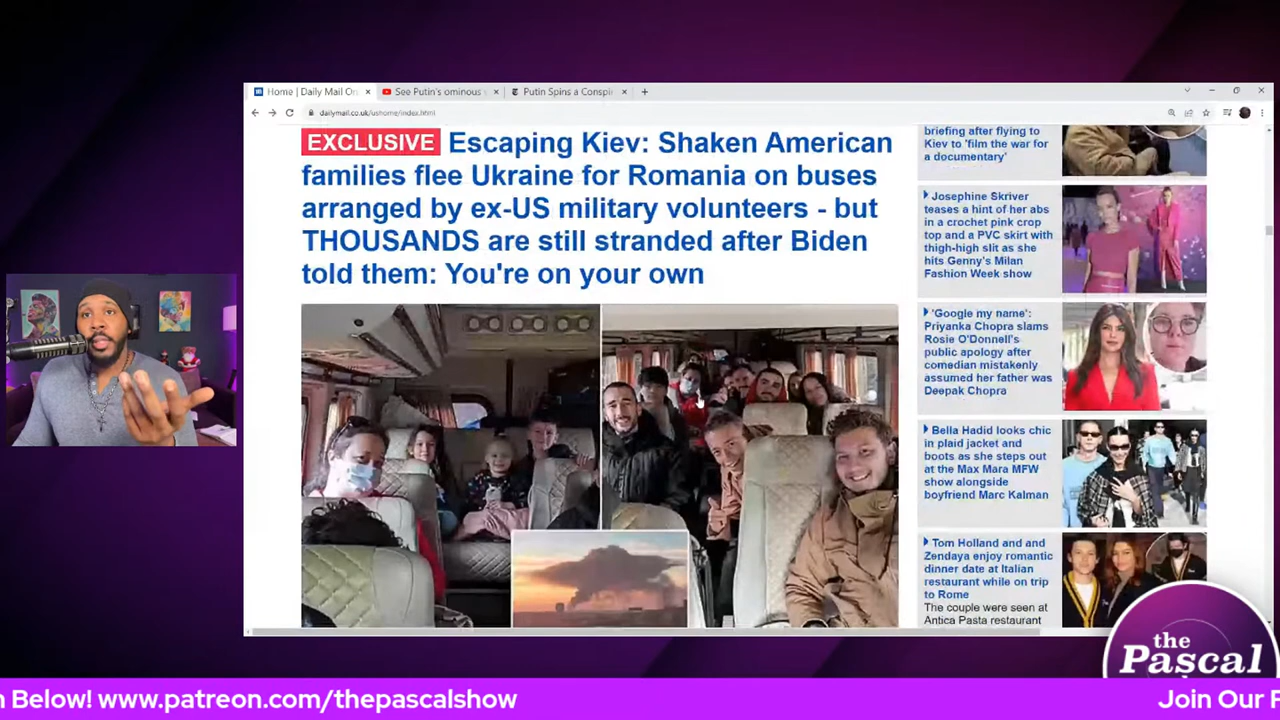 Home | Daily Mail On
See Putin's ominous
Putin Spins a Conspi
dailymail.co.uk/ushome/index.html
EXCLUSIVE Escaping Kiev: Shaken American
families flee Ukraine for Romania on buses
arranged by ex-US military volunteers - but
THOUSANDS are still stranded after Biden
told them: You're on your own
briefing after flying to
Kiev to 'film the war for
a documentary'
Josephine Skriver
teases a hint of her abs
in a crochet pink crop
top and a PVC skirt with
thigh-high slit as she
hits Genny's Milan
Fashion Week show
'Google my name':
Priyanka Chopra slams
Rosie O'Donnell's
public apology after
comedian mistakenly
assumed her father was
Deepak Chopra
Bella Hadid looks chic
in plaid jacket and
boots as she steps out
at the Max Mara MFW
show alongside
boyfriend Marc Kalman
Tom Holland and and
Zendaya enjoy romantic
dinner date at Italian
restaurant while on trip
to Rome
The couple were seen at
Antica Pasta restaurant
the
Pascal
n Below! www.patreon.com/thepascalshow
Join Our P